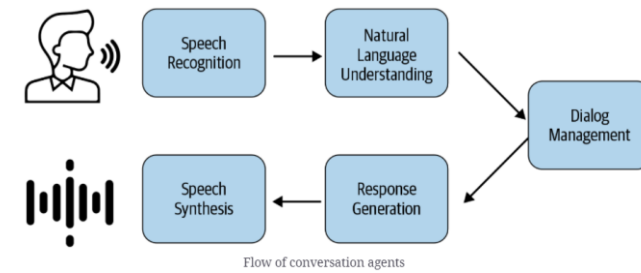 Speech
Recognition
Natural
Language
Understanding
Dialog
Management
Speech
Synthesis
Response
Generation
Flow of conversation agents